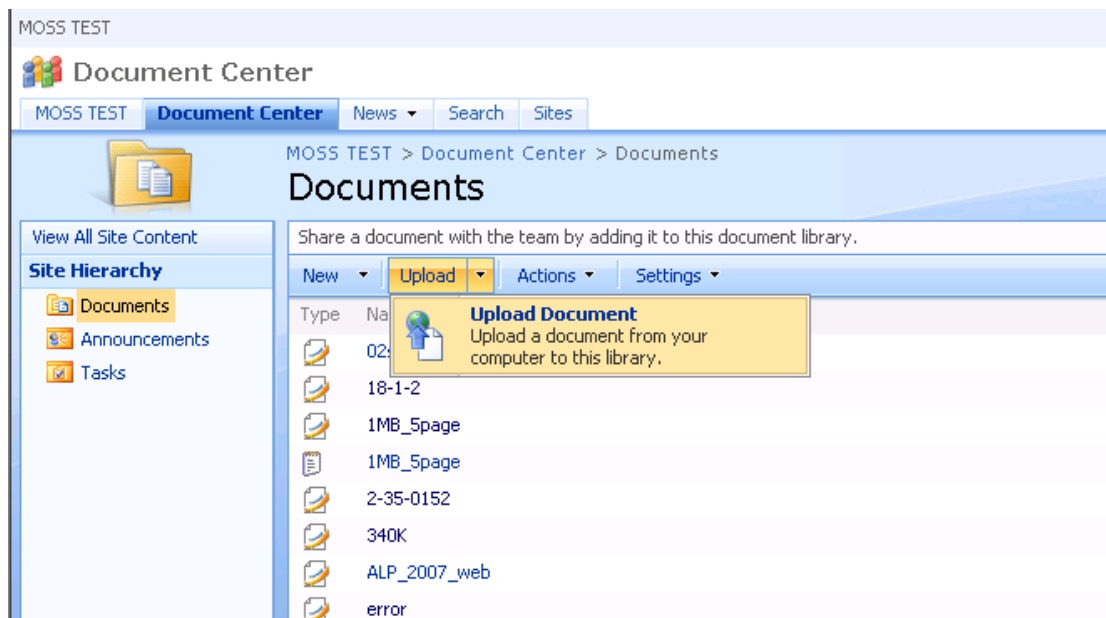 MOSS TEST
Document Center
MOSS TEST Document Center News Search Sites
MOSS TEST > Document Center > Documents
Documents
View All Site Content
Site Hierarchy
Documents
Announcements
Tasks
Share a document with the team by adding it to this document library.
New Upload Actions Settings
Upload Document
Upload a document from your
computer to this library.
Type
18-1-2
1MB_5page
1MB_5page
2-35-0152
340K
ALP_2007_web
error